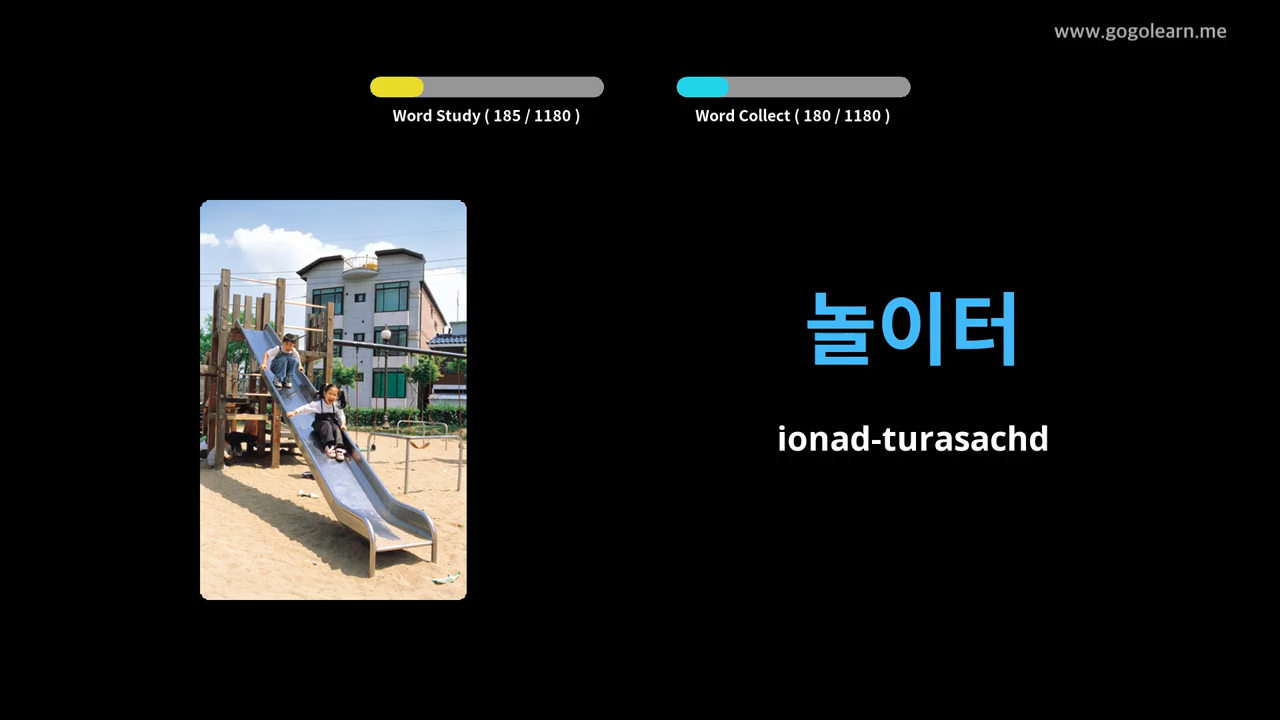 www.gogolearn.me
Word Study ( 185 / 1180 )
Word Collect ( 180 / 1180 )
놀이터
ionad-turasachd